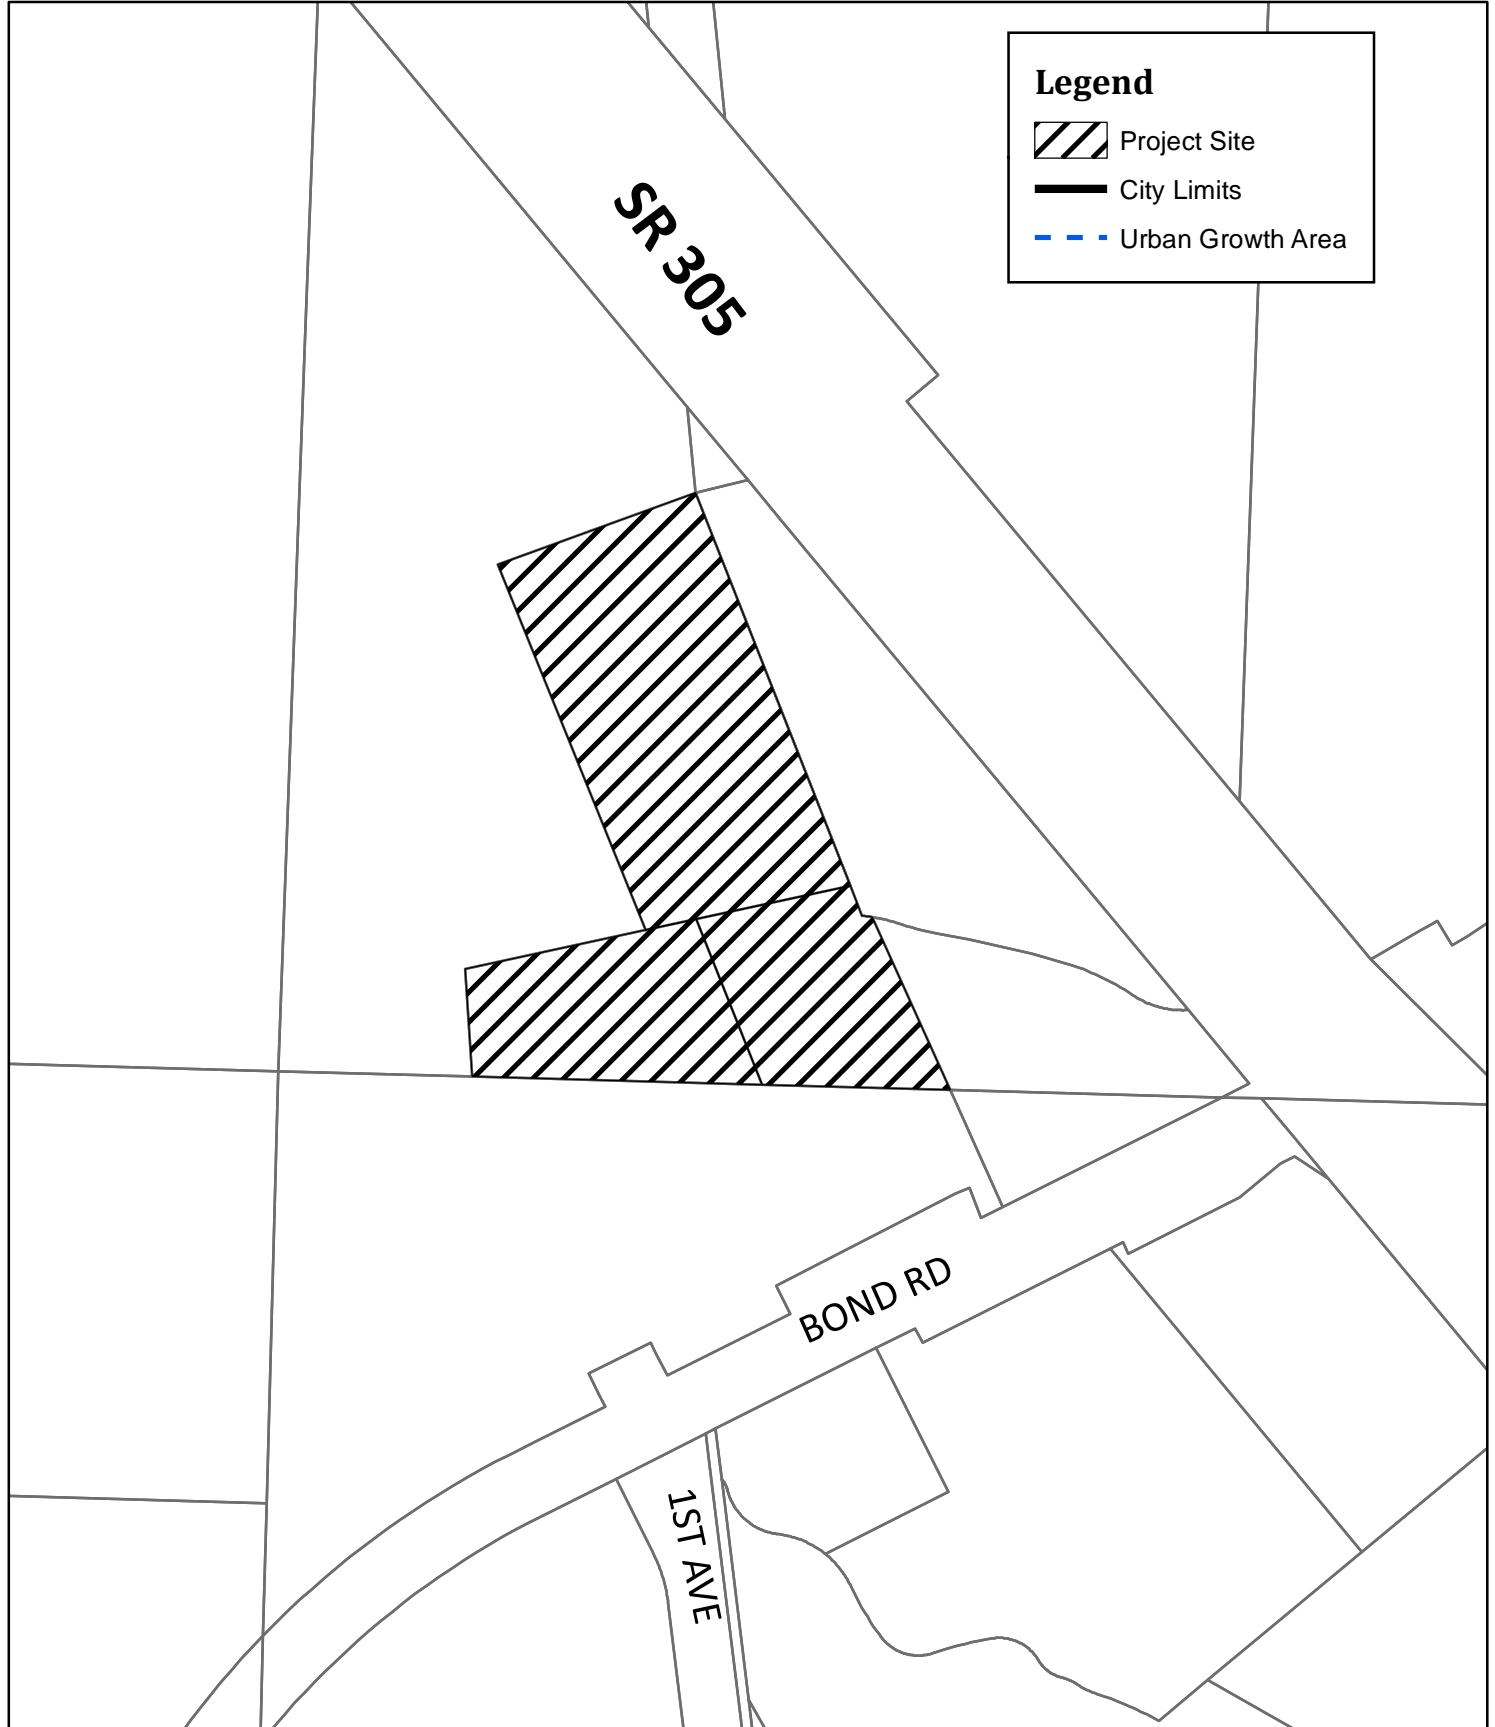 Legend
Project Site
City Limits
Urban Growth Area
SR 305
BOND RD
1ST AVE